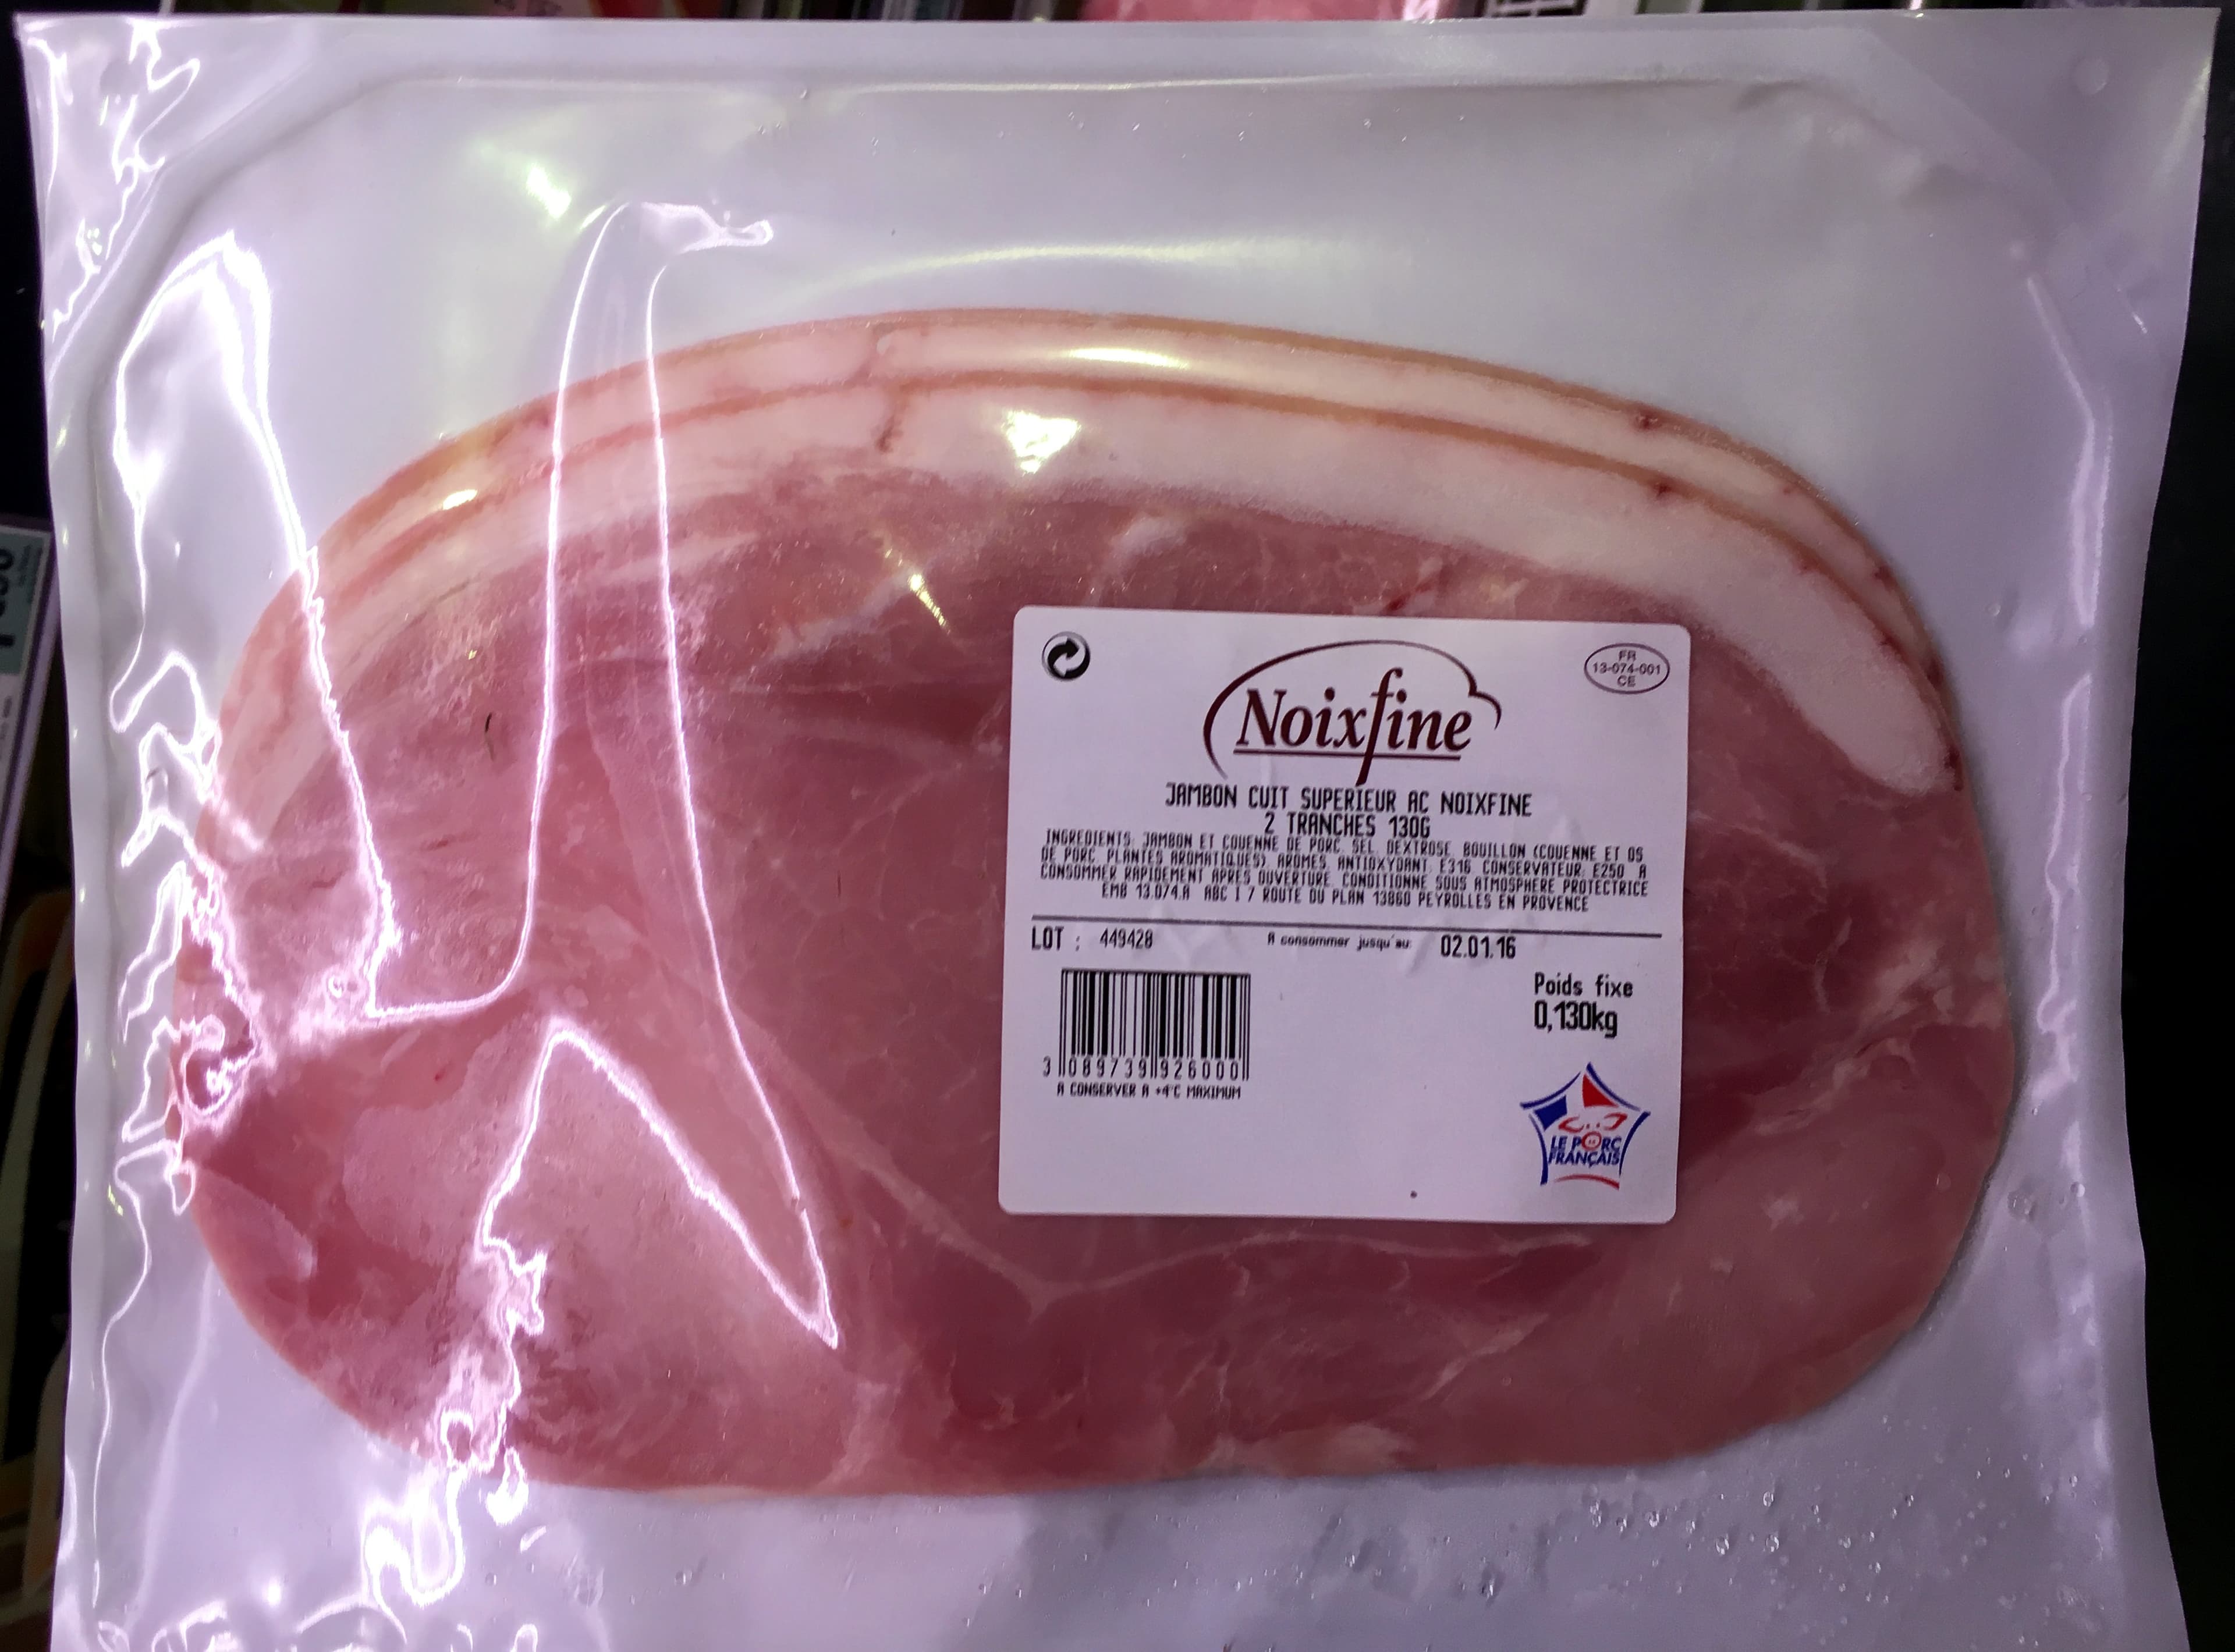 Noixfine
FR
13-074-001
CE
JAMBON CUIT SUPERIEUR AC NOIXFINE
2 TRANCHES 130G
INGREDIENTS: JAMBON ET COUENNE DE PORC, SEL, DEXTROSE, BOUILLON (COUENNE ET OS
DE PORC, PLANTES AROMATIQUES), AROMES, ANTIOXYDANT: E316, CONSERVATEUR: E250 A
CONSOMMER RAPIDEMENT APRES OUVERTURE. CONDITIONNE SOUS ATMOSPHERE PROTECTRICE
EMB 13.074.A ABC 17 ROUTE DU PLAN 13860 PEYROLLES EN PROVENCE
LOT : 449428 A consommer jusqu'au: 02.01.16
Poids fixe
0,130kg
3 089739 926000
A CONSERVER A +4°C MAXIMUM
LE PORC
FRANÇAIS